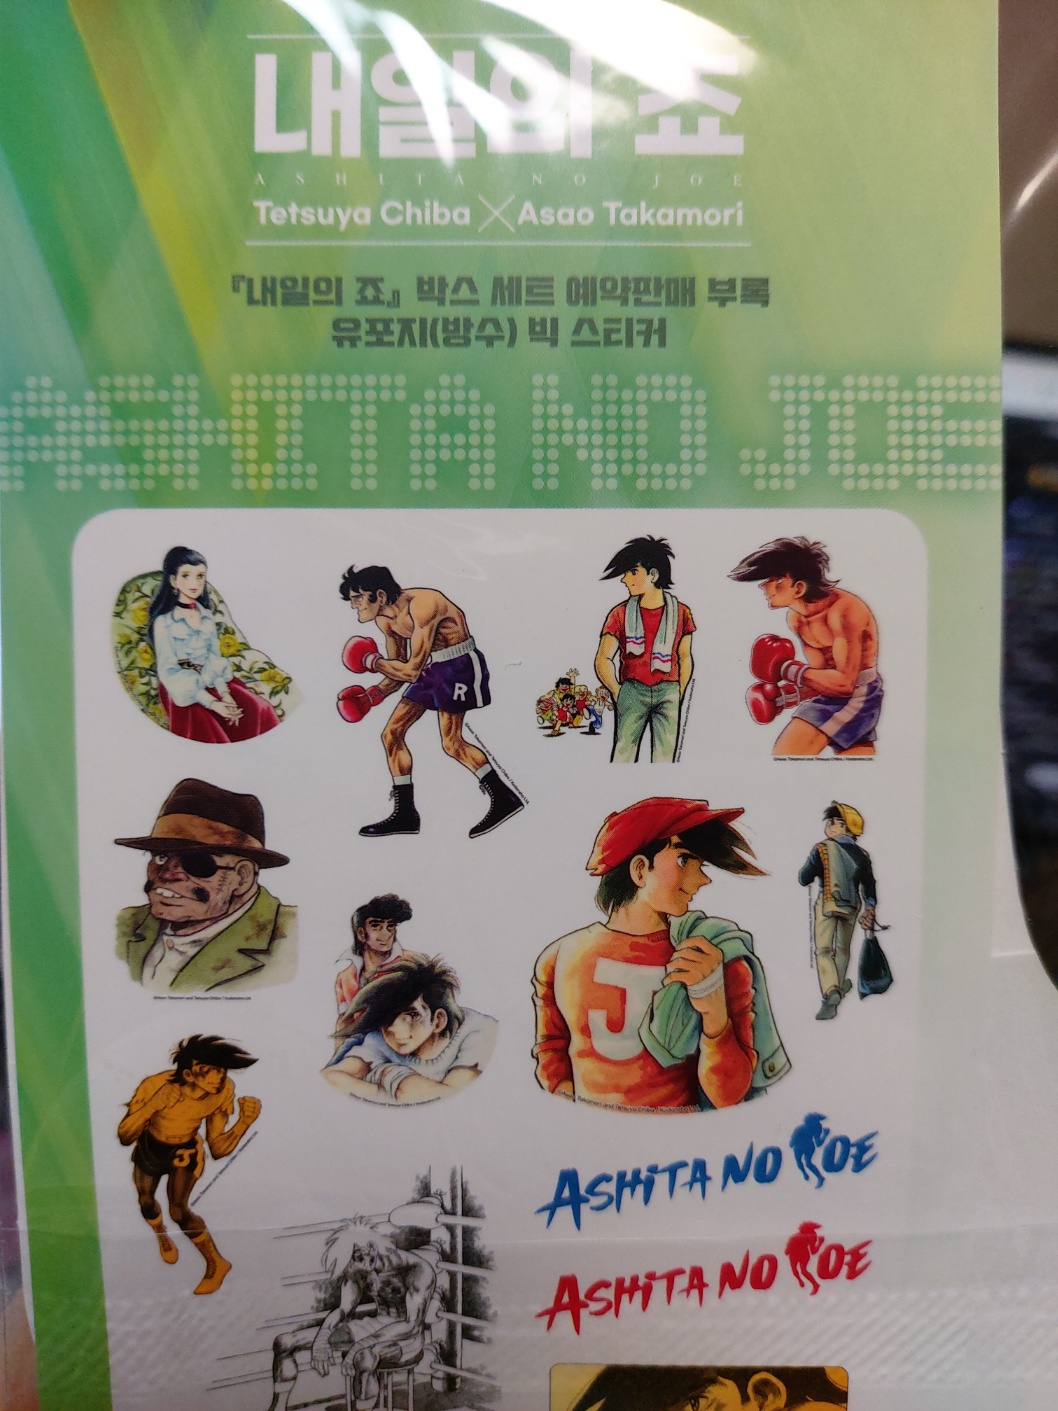 내일의 죠
ASHITA NO JOE
Tetsuya Chiba × Asao Takamori
『내일의 죠』 박스 세트 예약판매 부록
유포지(방수) 빅 스티커
ASHITA NO JOE
R
J
J
ASHITA NO JOE
ASHITA NO JOE